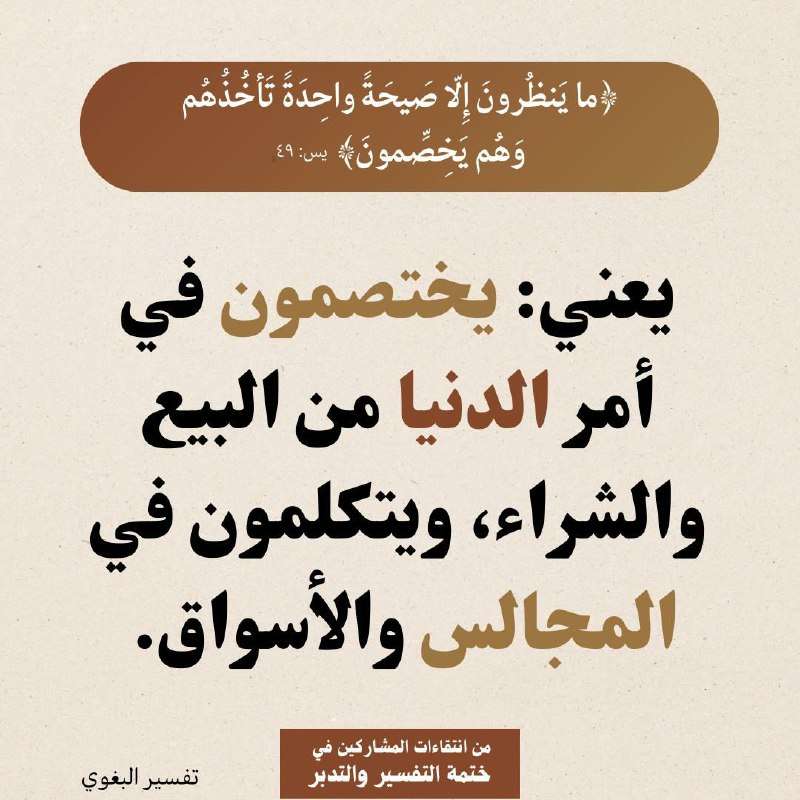 ﴿ما يَنظُرونَ إِلّا صَيحَةً واحِدَةً تَأخُذُهُم
وَهُم يَخِصِّمونَ﴾ يس: ٤٩
يعني: يختصمون في
أمر الدنيا من البيع
والشراء، ويتكلمون في
المجالس والأسواق.
من انتقاءات المشاركين في
ختمة التفسير والتدبر
تفسير البغوي